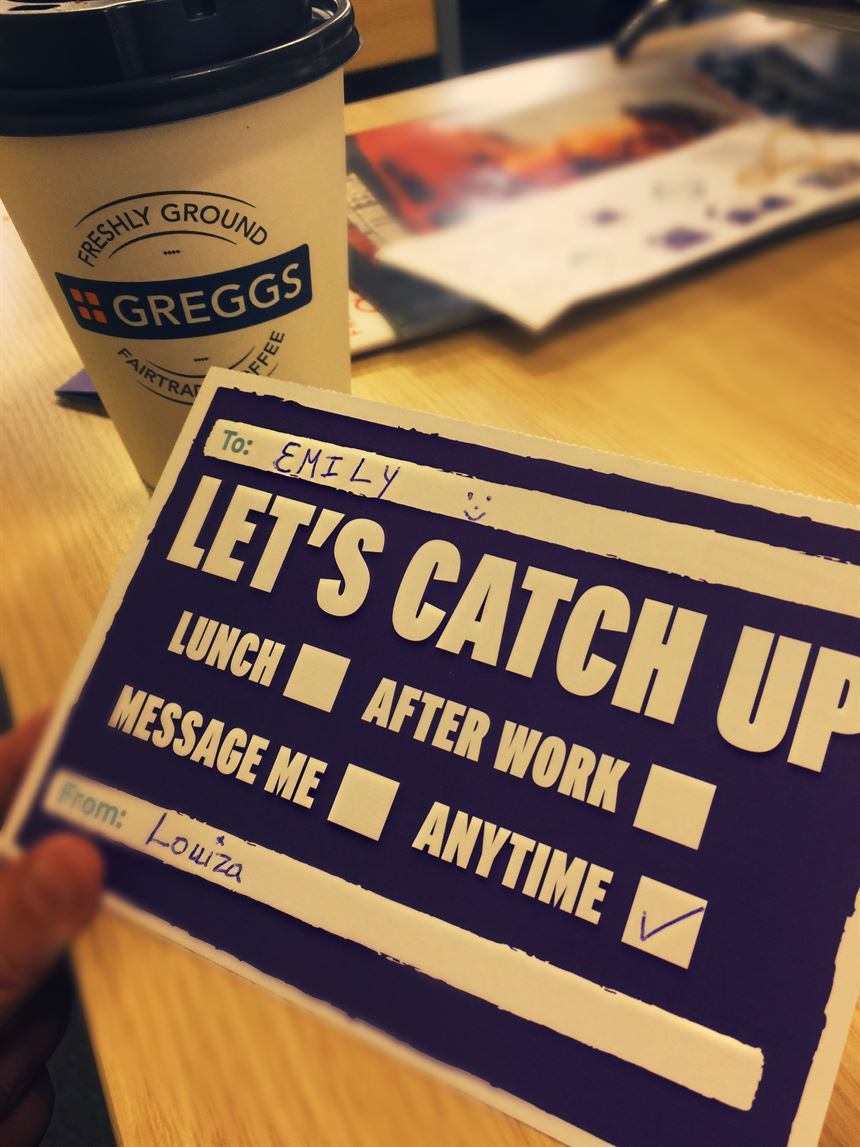 FRESHLY GROUND
GREGGS
FAIRTRADE COFFEE
To: EMILY
LET'S CATCH UP
LUNCH
AFTER WORK
MESSAGE ME
ANYTIME ✓
From: Louiza